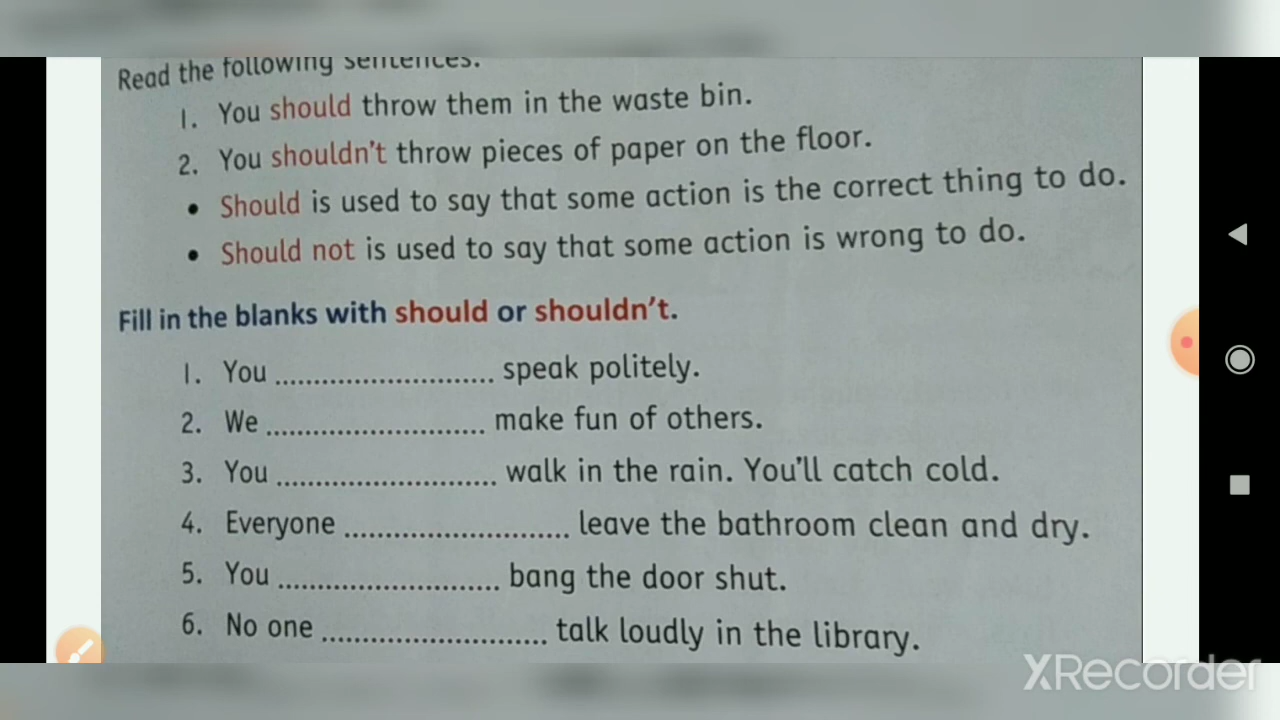 Read the following sentences.
1. You should throw them in the waste bin.
2. You shouldn't throw pieces of paper on the floor.
• Should is used to say that some action is the correct thing to do.
• Should not is used to say that some action is wrong to do.
Fill in the blanks with should or shouldn't.
1. You ............................ speak politely.
2. We ............................ make fun of others.
3. You ............................ walk in the rain. You'll catch cold.
4. Everyone ............................. leave the bathroom clean and dry.
5. You ............................ bang the door shut.
6. No one ............................. talk loudly in the library.
XRecorder